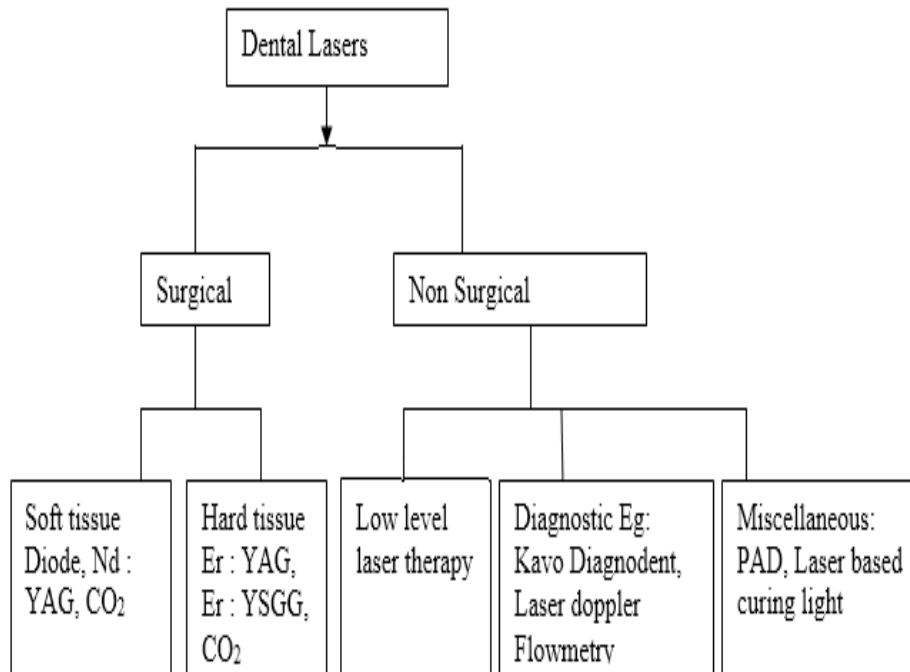 Dental Lasers
Surgical
Non Surgical
Soft tissue
Diode, Nd :
YAG, CO₂
Hard tissue
Er : YAG,
Er : YSGG,
CO₂
Low level
laser therapy
Diagnostic Eg:
Kavo Diagnodent,
Laser doppler
Flowmetry
Miscellaneous:
PAD, Laser based
curing light